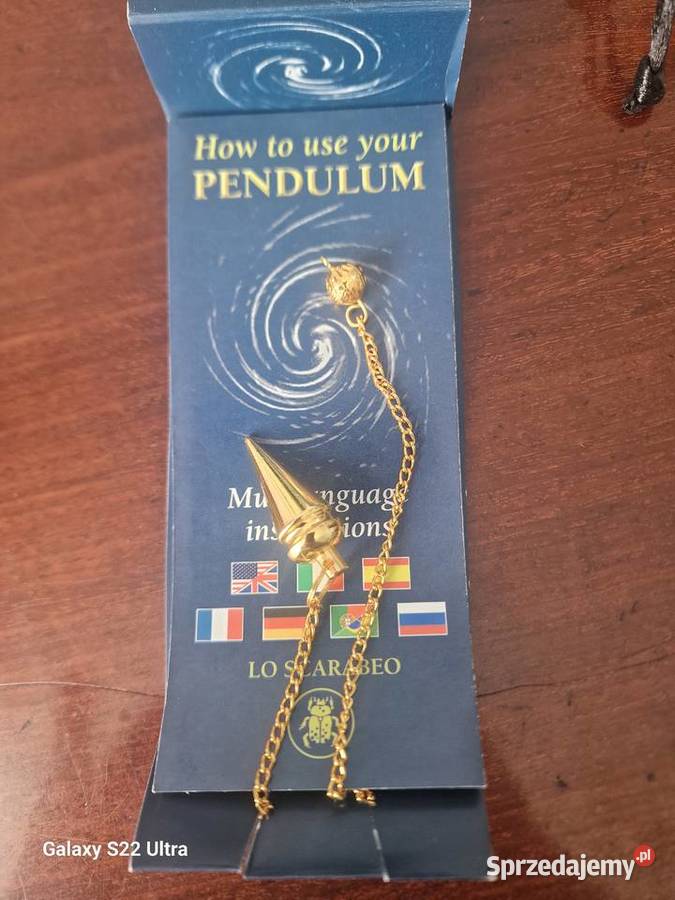 How to use your
PENDULUM
LO SCARABEO
Galaxy S22 Ultra
Sprzedajemy.pl